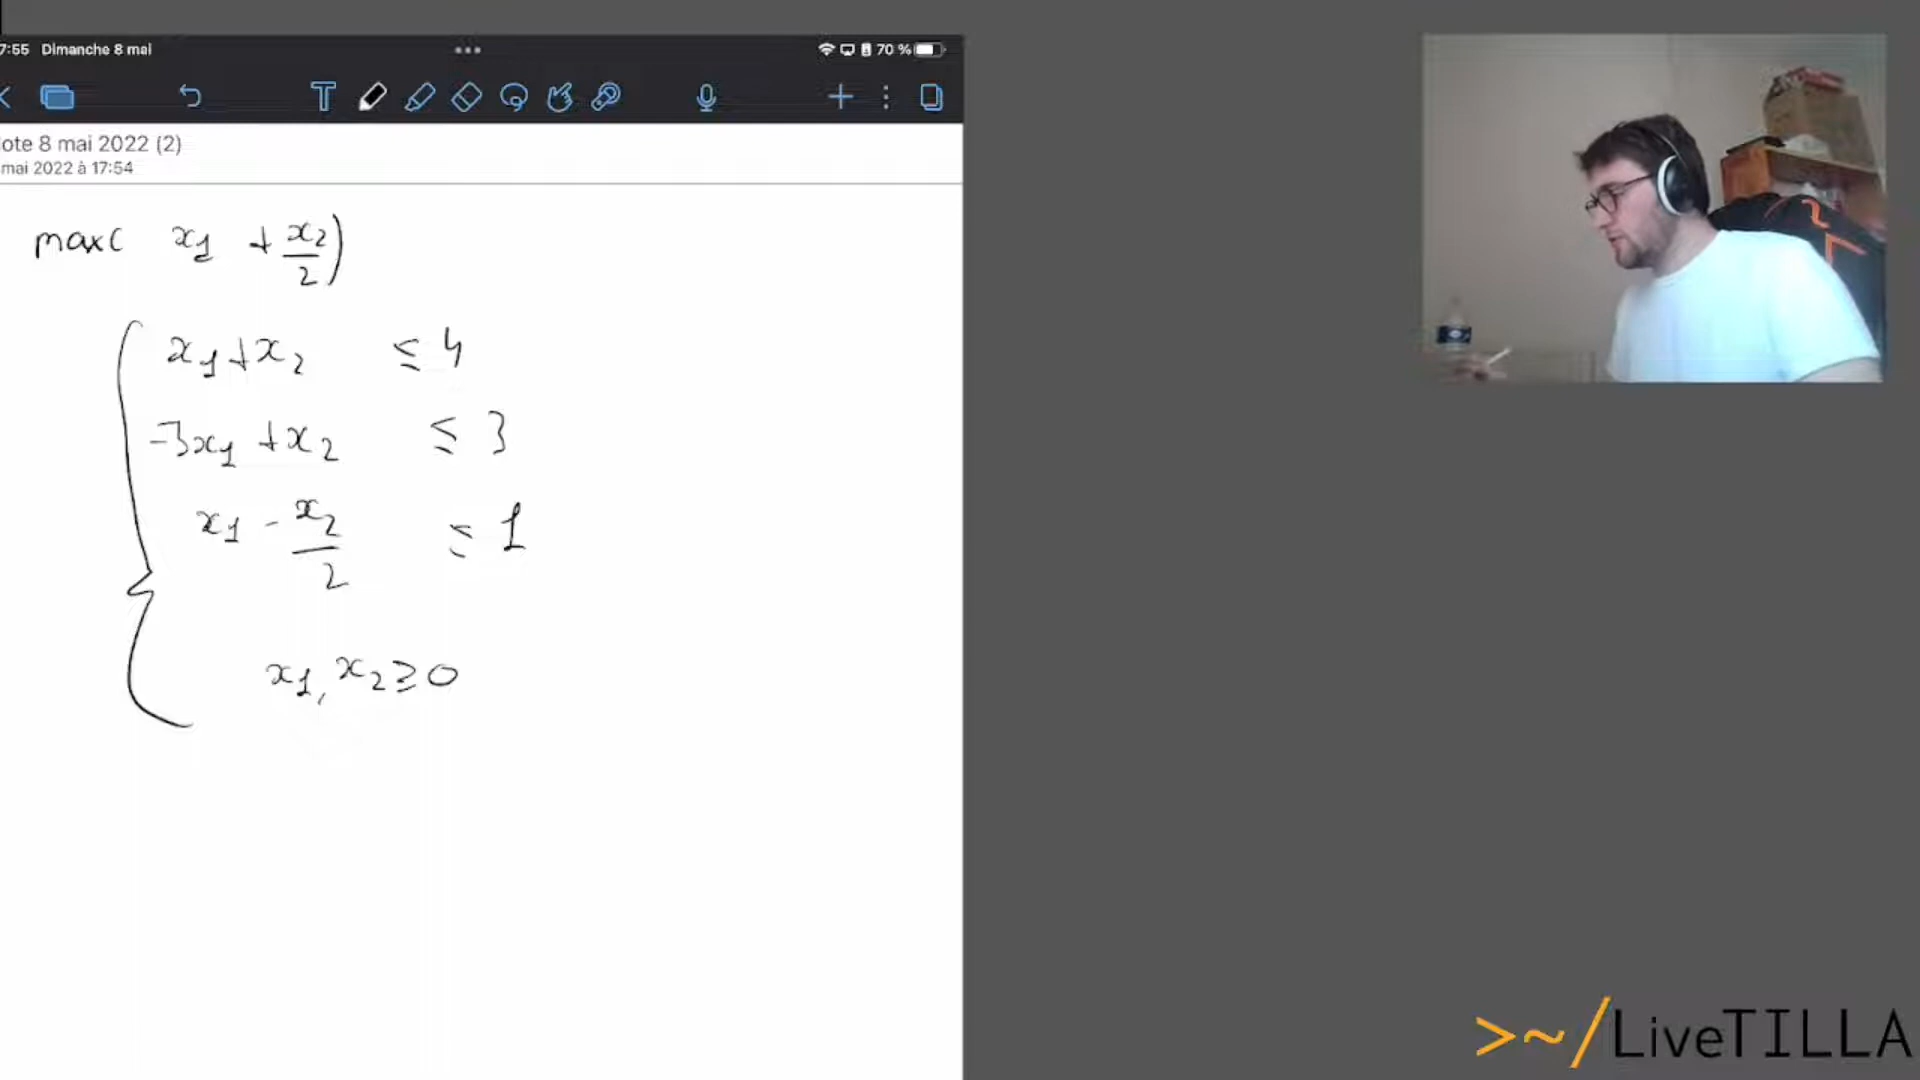 7:55 Dimanche 8 mai
70 %
ote 8 mai 2022 (2)
mai 2022 à 17:54
max( x₁ + x₂/2)
x₁ + x₂ ≤ 4
-3x₁ + x₂ ≤ 3
x₁ - x₂/2 ≤ 1
x₁, x₂ ≥ 0
>~/LiveTILLA